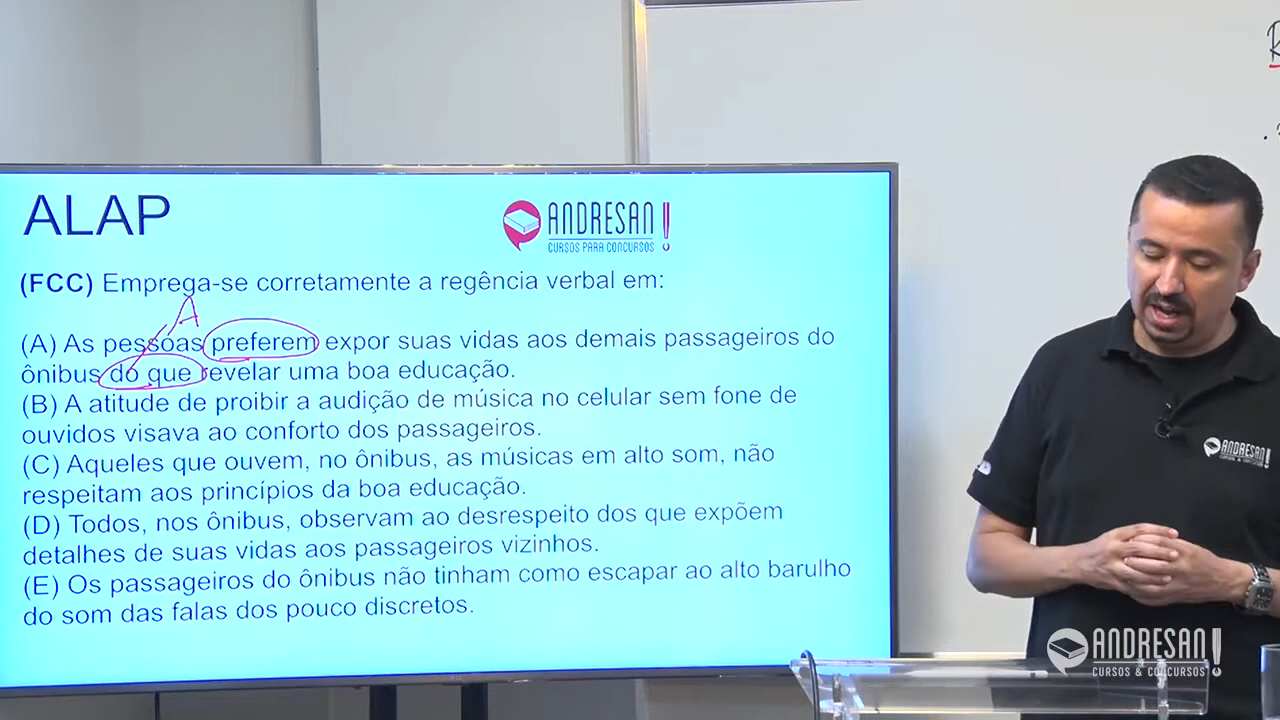 ALAP
ANDRESAN!
CURSOS PARA CONCURSOS
(FCC) Emprega-se corretamente a regência verbal em:
A
(A) As pessoas preferem expor suas vidas aos demais passageiros do
ônibus do que revelar uma boa educação.
(B) A atitude de proibir a audição de música no celular sem fone de
ouvidos visava ao conforto dos passageiros.
(C) Aqueles que ouvem, no ônibus, as músicas em alto som, não
respeitam aos princípios da boa educação.
(D) Todos, nos ônibus, observam ao desrespeito dos que expõem
detalhes de suas vidas aos passageiros vizinhos.
(E) Os passageiros do ônibus não tinham como escapar ao alto barulho
do som das falas dos pouco discretos.
ANDRESAN!
CURSOS & CONCURSOS
ANDRESAN!
CURSOS & CONCURSOS